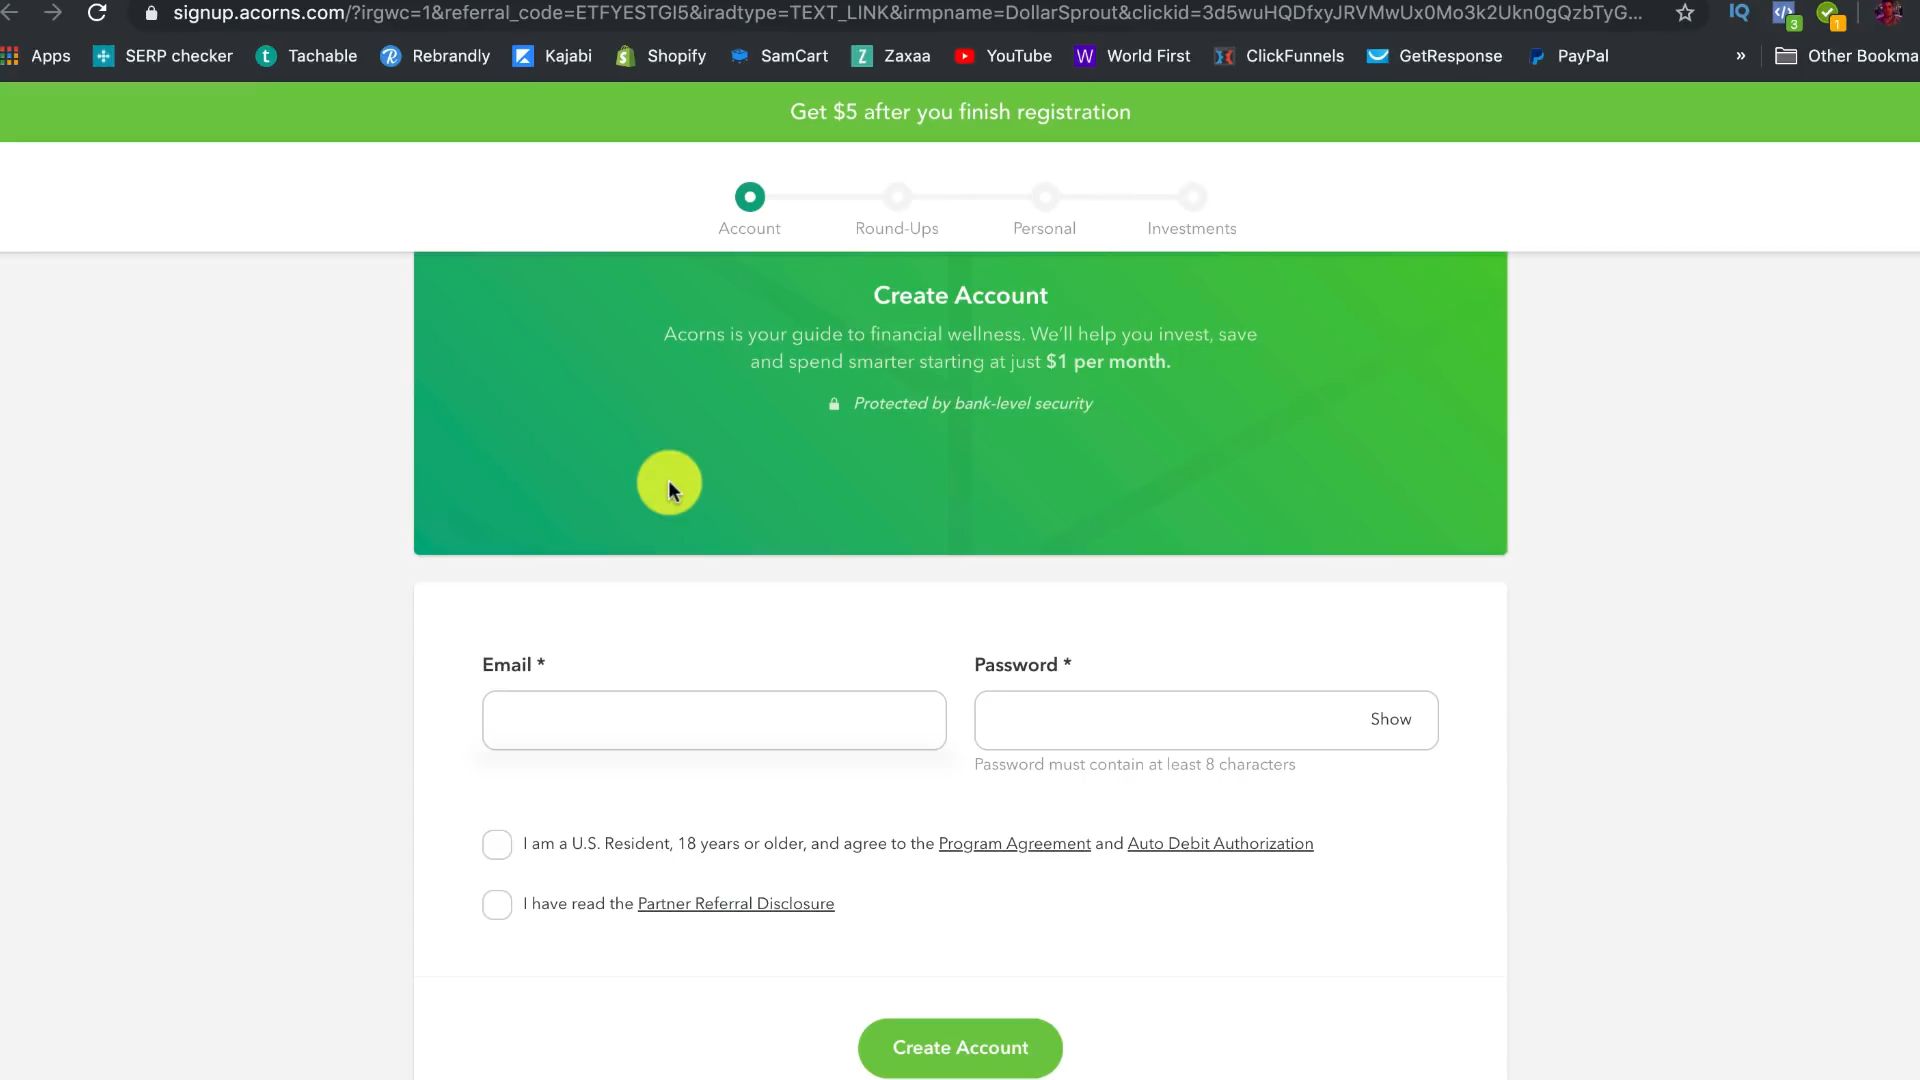 signup.acorns.com/?irgwc=1&referral_code=ETFYESTGI5&iradtype=TEXT_LINK&irmpname=DollarSprout&clickid=3d5wuHQDfxyJRVMwUx0Mo3k2Ukn0gQzbTyG...
IQ 3 1
Apps SERP checker Tachable Rebrandly Kajabi Shopify SamCart Zaxaa YouTube World First ClickFunnels GetResponse PayPal » Other Bookma
Get $5 after you finish registration
Account Round-Ups Personal Investments
Create Account
Acorns is your guide to financial wellness. We'll help you invest, save
and spend smarter starting at just $1 per month.
Protected by bank-level security
Email * Password *
Show
Password must contain at least 8 characters
I am a U.S. Resident, 18 years or older, and agree to the Program Agreement and Auto Debit Authorization
I have read the Partner Referral Disclosure
Create Account